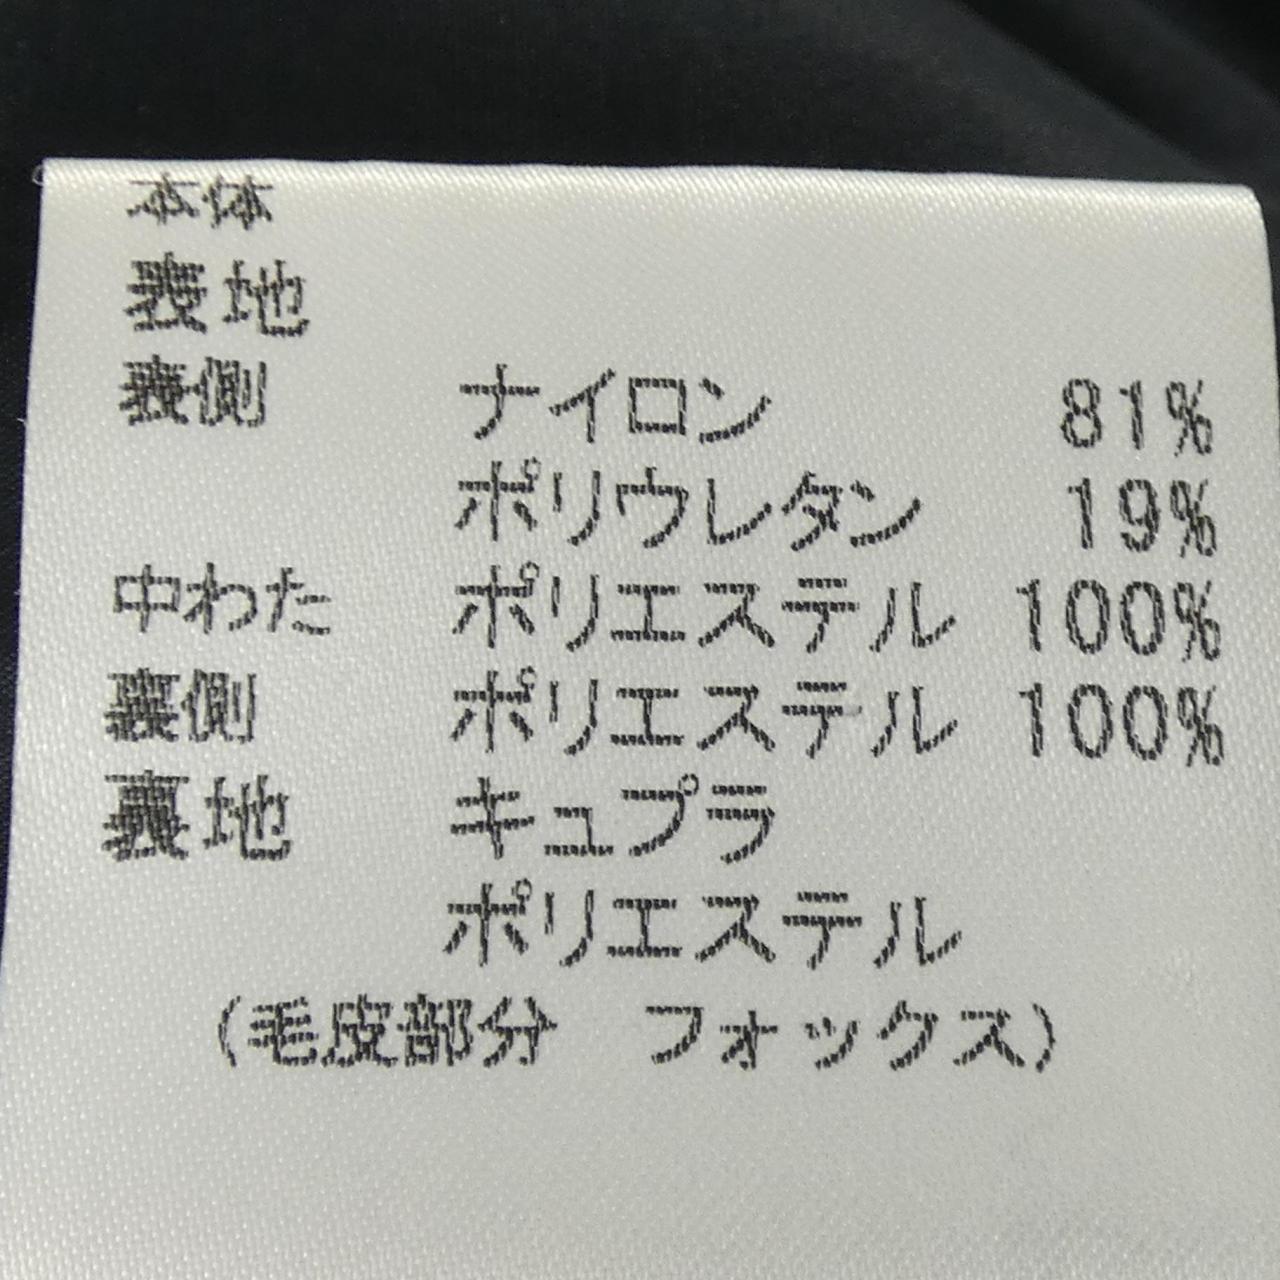 本体
表地
表側 ナイロン 81%
ポリウレタン 19%
中わた ポリエステル 100%
裏側 ポリエステル 100%
裏地 キュプラ
ポリエステル
(毛皮部分 フォックス)